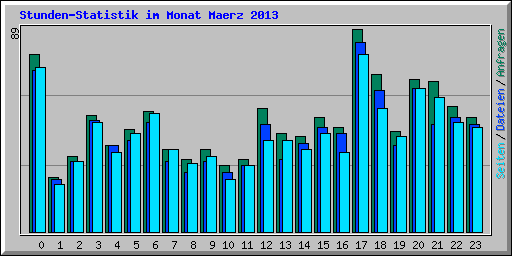 Stunden-Statistik im Monat Maerz 2013
89
Seiten/Dateien/Anfragen
0 1 2 3 4 5 6 7 8 9 10 11 12 13 14 15 16 17 18 19 20 21 22 23